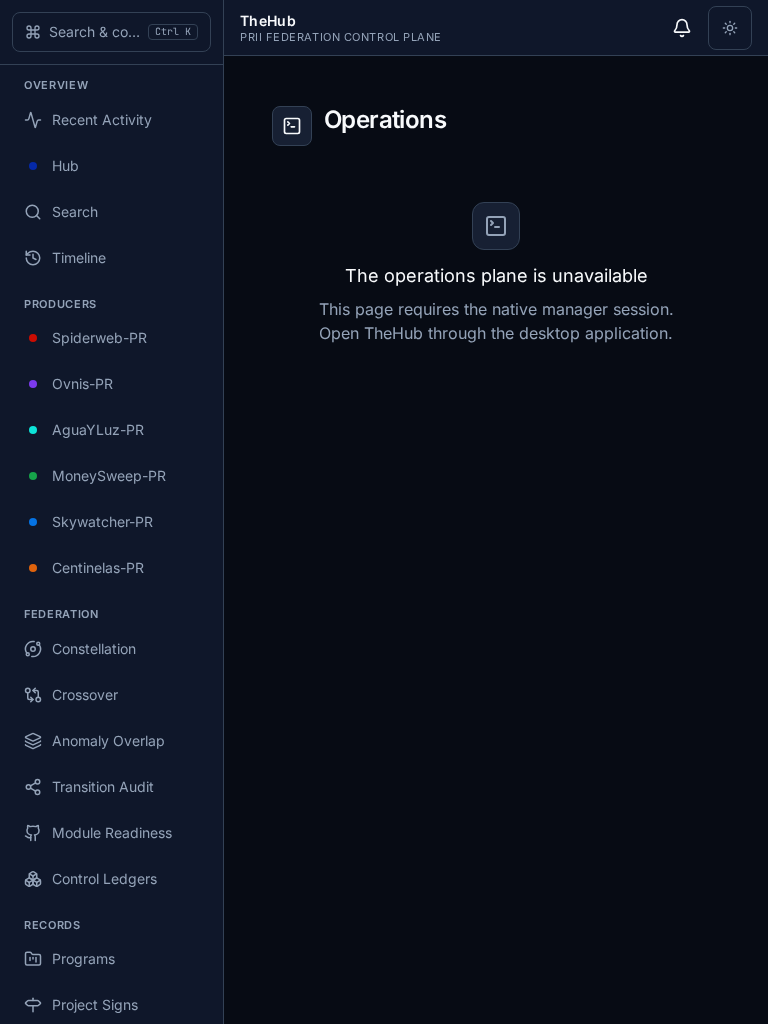 Search & co...
Ctrl K
OVERVIEW
Recent Activity
Hub
Search
Timeline
PRODUCERS
Spiderweb-PR
Ovnis-PR
AguaYLuz-PR
MoneySweep-PR
Skywatcher-PR
Centinelas-PR
FEDERATION
Constellation
Crossover
Anomaly Overlap
Transition Audit
Module Readiness
Control Ledgers
RECORDS
Programs
Project Signs
TheHub
PRII FEDERATION CONTROL PLANE
Operations
The operations plane is unavailable
This page requires the native manager session.
Open TheHub through the desktop application.